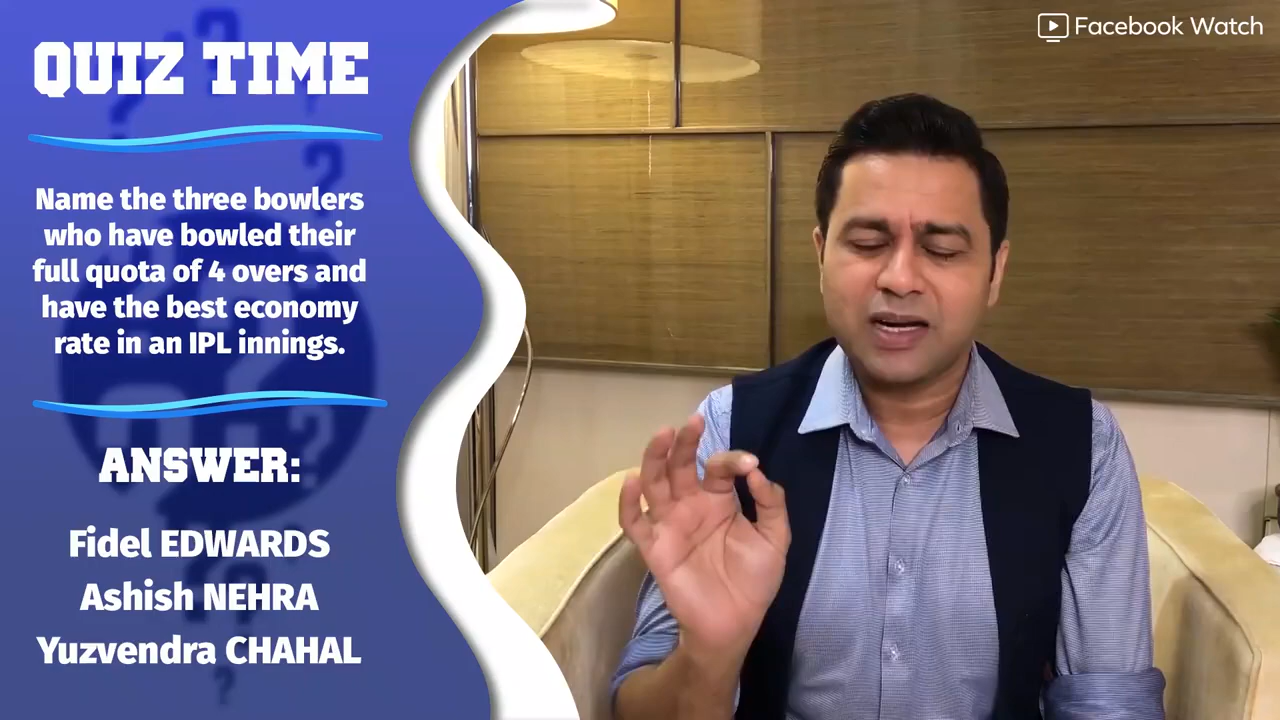 QUIZ TIME
Name the three bowlers
who have bowled their
full quota of 4 overs and
have the best economy
rate in an IPL innings.
ANSWER:
Fidel EDWARDS
Ashish NEHRA
Yuzvendra CHAHAL
Facebook Watch